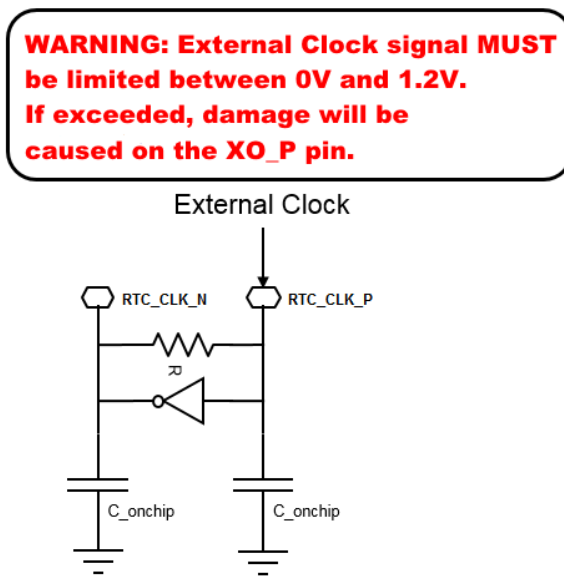 WARNING: External Clock signal MUST
be limited between 0V and 1.2V.
If exceeded, damage will be
caused on the XO_P pin.
External Clock
RTC_CLK_N
RTC_CLK_P
R
C_onchip
C_onchip